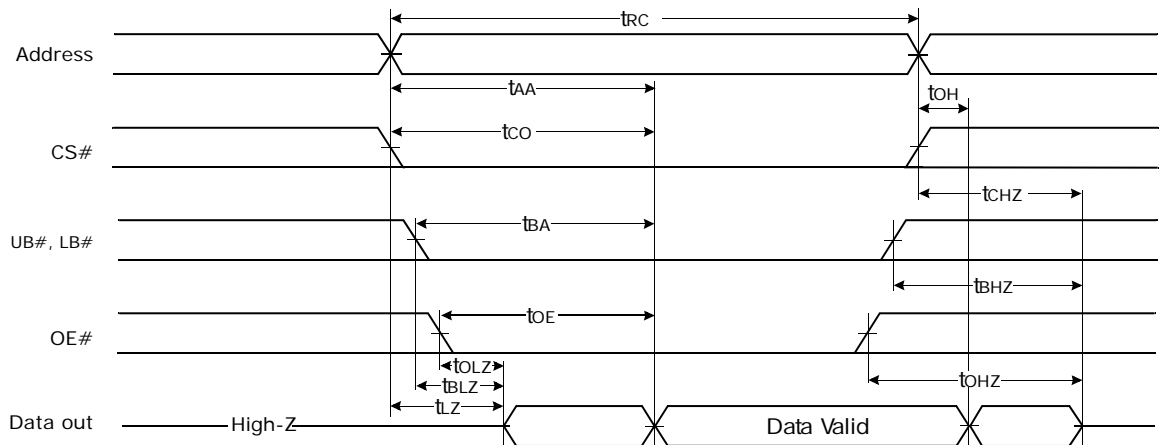 tRC
Address
tAA
tOH
tCO
CS#
tCHZ
tBA
UB#, LB#
tBHZ
tOE
OE#
tOLZ
tOHZ
tBLZ
tLZ
Data out
High-Z
Data Valid